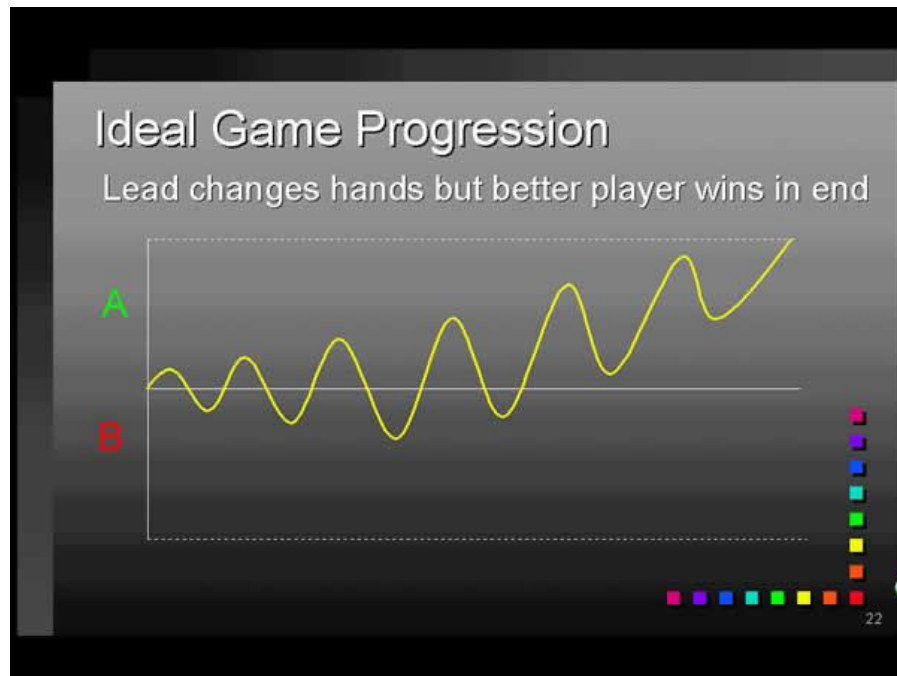 Ideal Game Progression
Lead changes hands but better player wins in end
A
B
22